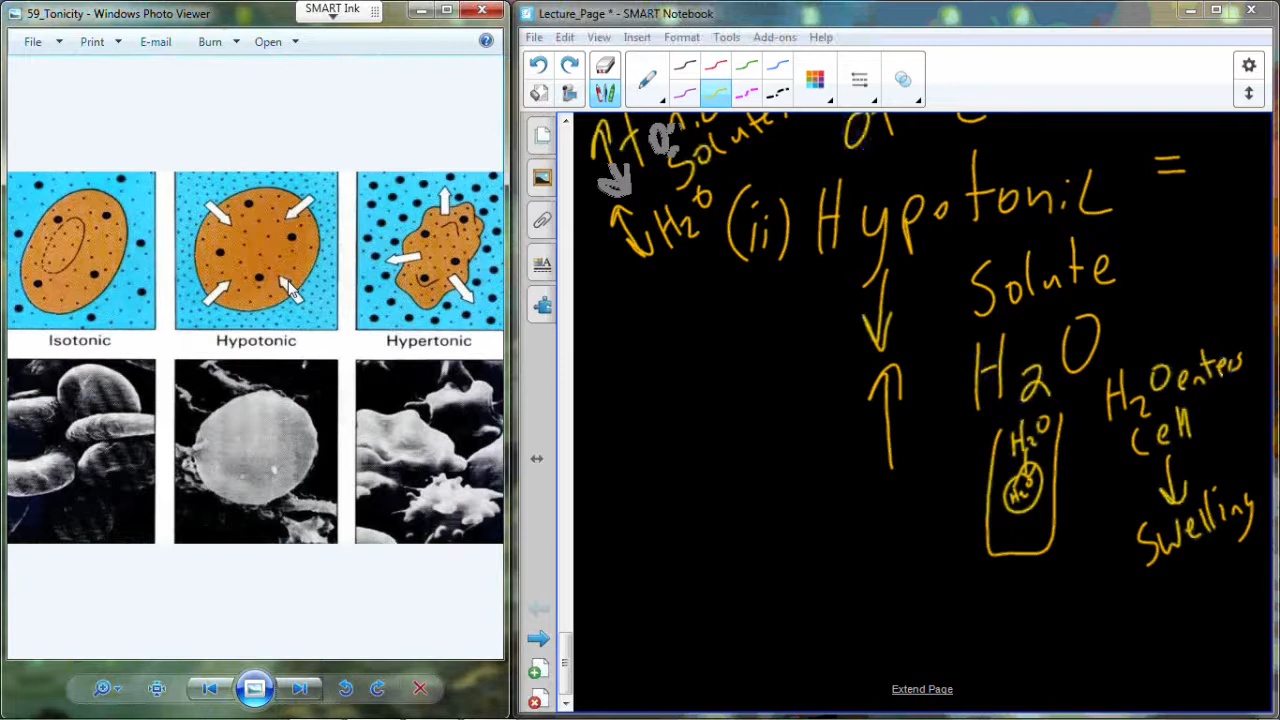 59_Tonicity - Windows Photo Viewer
SMART Ink
File Print E-mail Burn Open
Isotonic Hypotonic Hypertonic
Lecture_Page * - SMART Notebook
File Edit View Insert Format Tools Add-ons Help
Solute
H2O
(ii) Hypotonic =
Solute
H2O
H2O enters
cell
Swelling
H2O
H2O
Extend Page